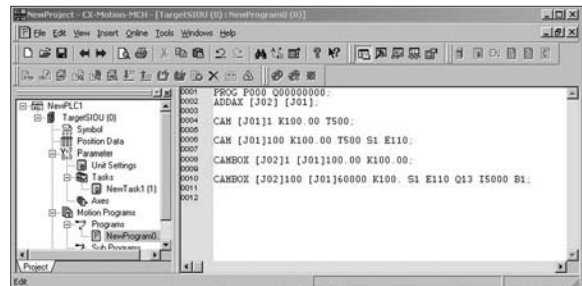 NewProject - CX-Motion-MCH - [TargetSIOU (0) : NewProgram0 (0)]
File Edit View Insert Online Tools Windows Help
NewPLC1
TargetSIOU (0)
Symbol
Position Data
Parameter
Unit Settings
Tasks
NewTask1 (1)
Axes
Motion Programs
Programs
NewProgram0
Sub Programs
Project
0001 PROG P000 Q00000000;
0002 ADDAX [J02] [J01];
0003
0004 CAM [J01]1 K100.00 T500;
0005
0006 CAM [J01]100 K100.00 T500 S1 E110;
0007
0008 CAMBOX [J02]1 [J01]100.00 K100.00;
0009
0010 CAMBOX [J02]100 [J01]60000 K100. S1 E110 Q13 I5000 B1;
0011
0012
Edit